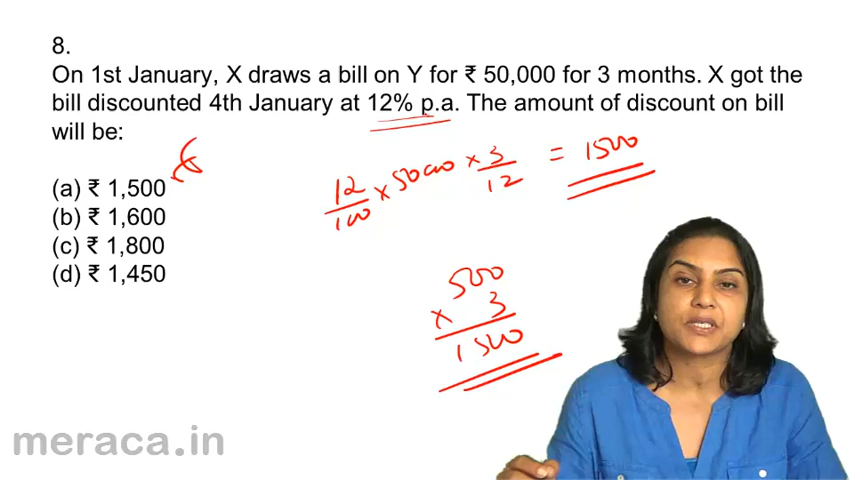 8.
On 1st January, X draws a bill on Y for ₹ 50,000 for 3 months. X got the
bill discounted 4th January at 12% p.a. The amount of discount on bill
will be:
(a) ₹ 1,500
(b) ₹ 1,600
(c) ₹ 1,800
(d) ₹ 1,450
12/100 × 50000 × 3/12 = 1500
500
× 3
1500
meraca.in